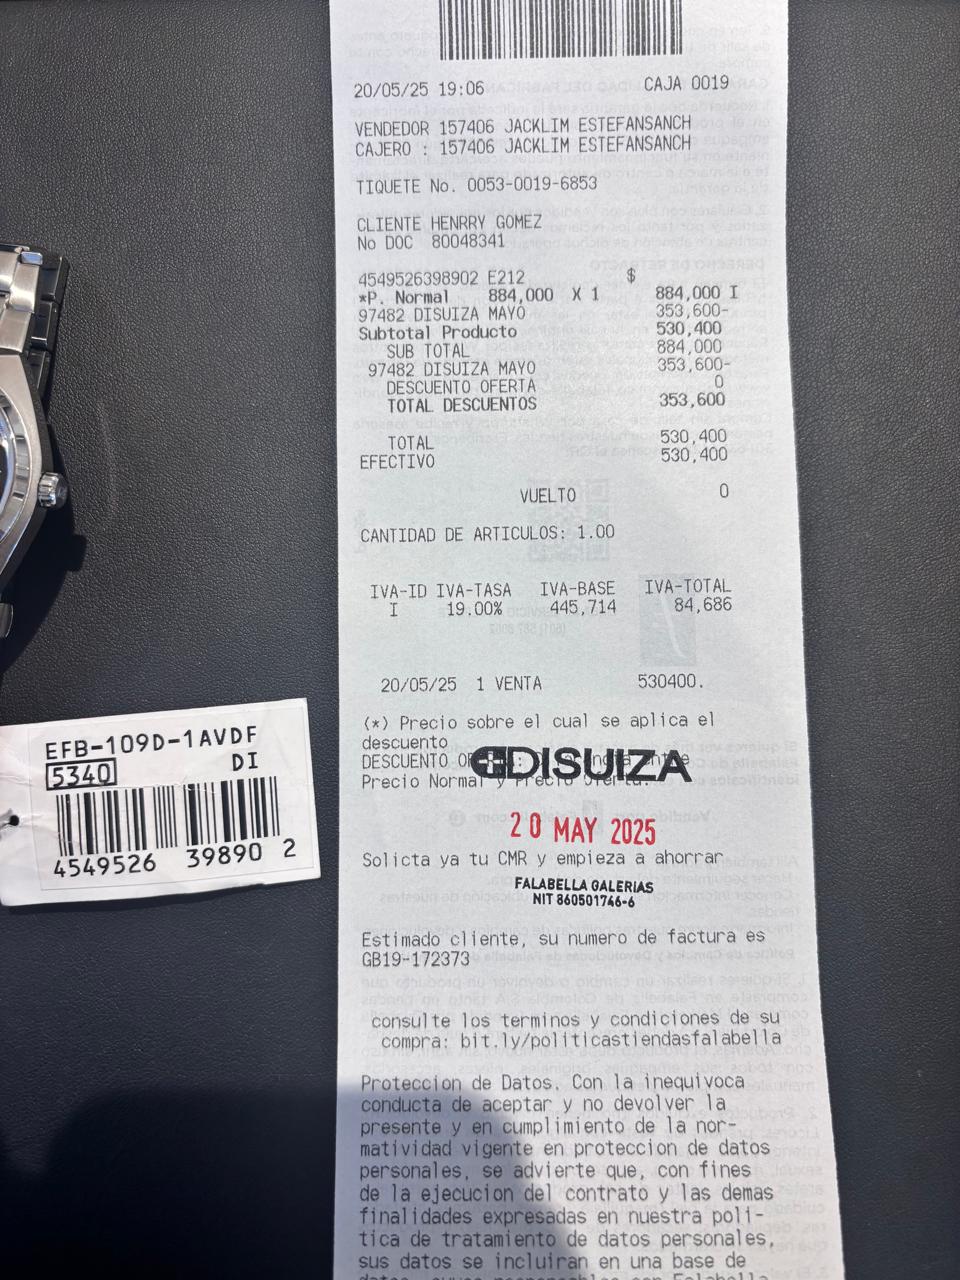 20/05/25 19:06 CAJA 0019
VENDEDOR 157406 JACKLIM ESTEFANSANCH
CAJERO : 157406 JACKLIM ESTEFANSANCH
TIQUETE No. 0053-0019-6853
CLIENTE HENRRY GOMEZ
No DOC 80048341
4549526398902 E212 $
*P. Normal 884,000 X 1 884,000 I
97482 DISUIZA MAYO 353,600-
Subtotal Producto 530,400
SUB TOTAL 884,000
97482 DISUIZA MAYO 353,600-
DESCUENTO OFERTA 0
TOTAL DESCUENTOS 353,600
TOTAL 530,400
EFECTIVO 530,400
VUELTO 0
CANTIDAD DE ARTICULOS: 1.00
IVA-ID IVA-TASA IVA-BASE IVA-TOTAL
I 19.00% 445,714 84,686
20/05/25 1 VENTA 530400.
(*) Precio sobre el cual se aplica el
descuento
DESCUENTO
DISUIZA
Precio Normal y Precio Oferta.
20 MAY 2025
Solicta ya tu CMR y empieza a ahorrar
FALABELLA GALERIAS
NIT 860501746-6
Estimado cliente, su numero de factura es
GB19-172373
consulte los terminos y condiciones de su
compra: bit.ly/politicastiendasfalabella
Proteccion de Datos. Con la inequivoca
conducta de aceptar y no devolver la
presente y en cumplimiento de la nor-
matividad vigente en proteccion de datos
personales, se advierte que, con fines
de la ejecucion del contrato y las demas
finalidades expresadas en nuestra poli-
tica de tratamiento de datos personales,
sus datos se incluiran en una base de
EFB-109D-1AVDF
5340 DI
4549526 39890 2